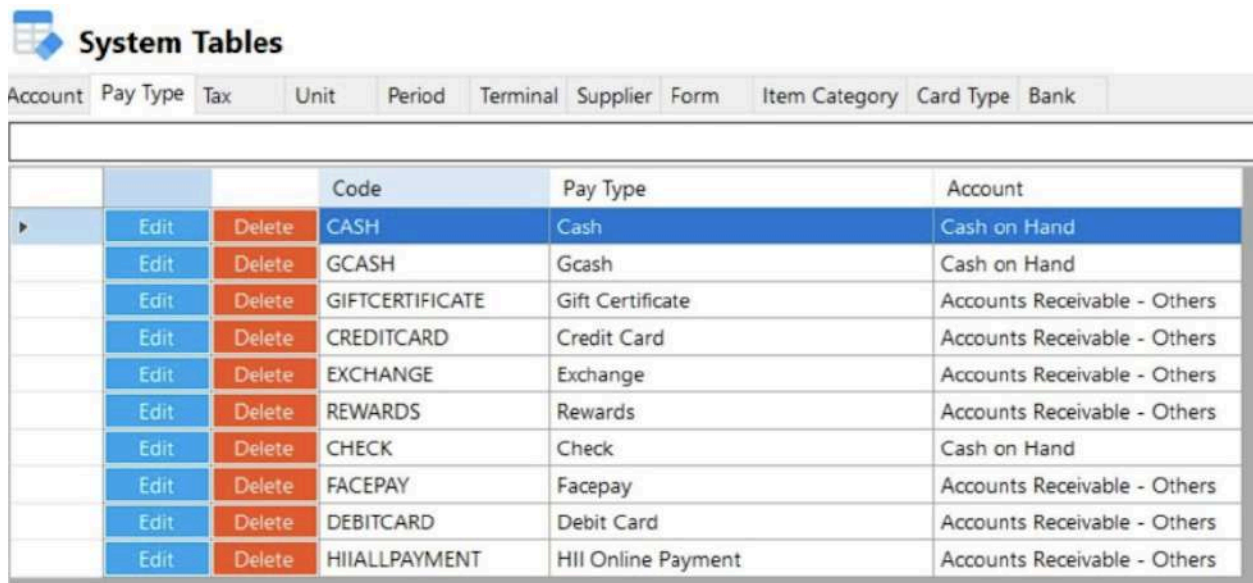 System Tables
Account Pay Type Tax Unit Period Terminal Supplier Form Item Category Card Type Bank
Code Pay Type Account
Edit Delete CASH Cash Cash on Hand
Edit Delete GCASH Gcash Cash on Hand
Edit Delete GIFTCERTIFICATE Gift Certificate Accounts Receivable - Others
Edit Delete CREDITCARD Credit Card Accounts Receivable - Others
Edit Delete EXCHANGE Exchange Accounts Receivable - Others
Edit Delete REWARDS Rewards Accounts Receivable - Others
Edit Delete CHECK Check Cash on Hand
Edit Delete FACEPAY Facepay Accounts Receivable - Others
Edit Delete DEBITCARD Debit Card Accounts Receivable - Others
Edit Delete HIIALLPAYMENT HII Online Payment Accounts Receivable - Others